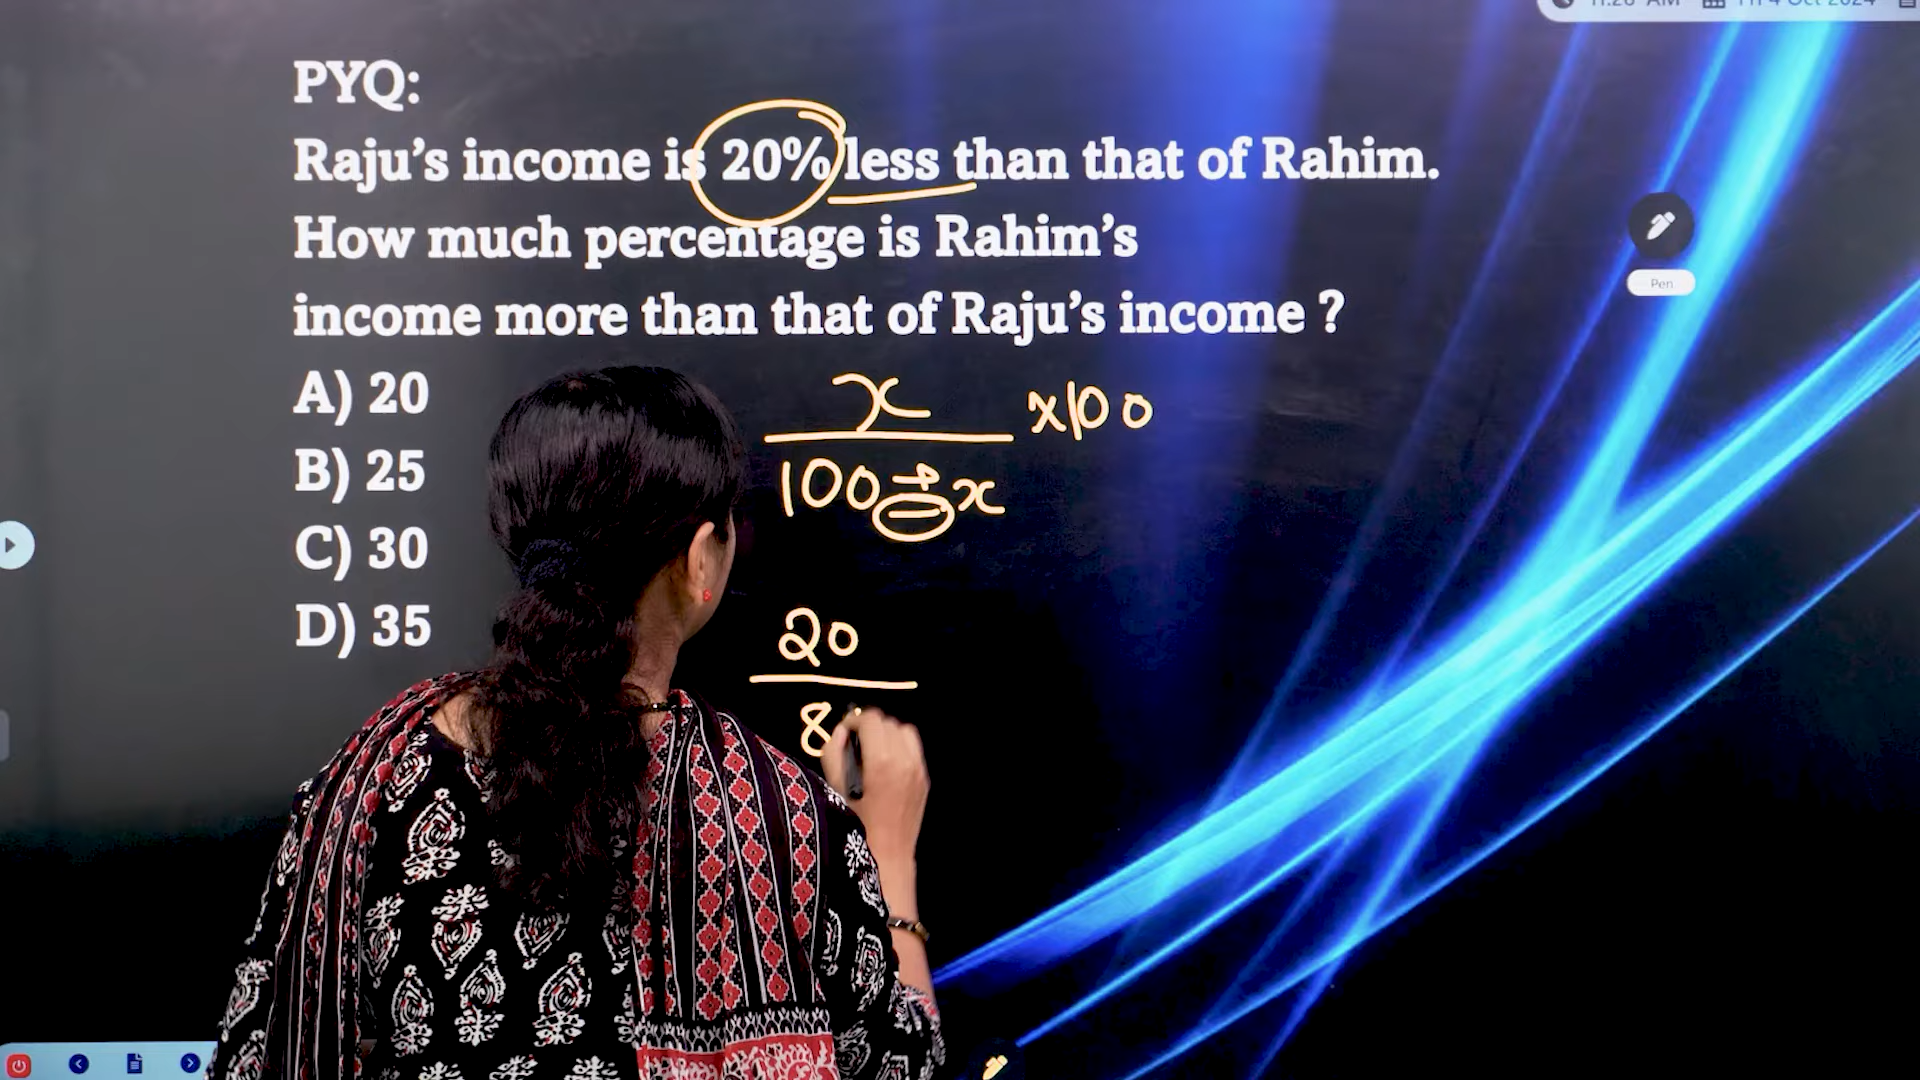 PYQ:
Raju's income is 20% less than that of Rahim.
How much percentage is Rahim's
income more than that of Raju's income ?
A) 20
B) 25
C) 30
D) 35
x
x100
100 ± x
20
8
Pen